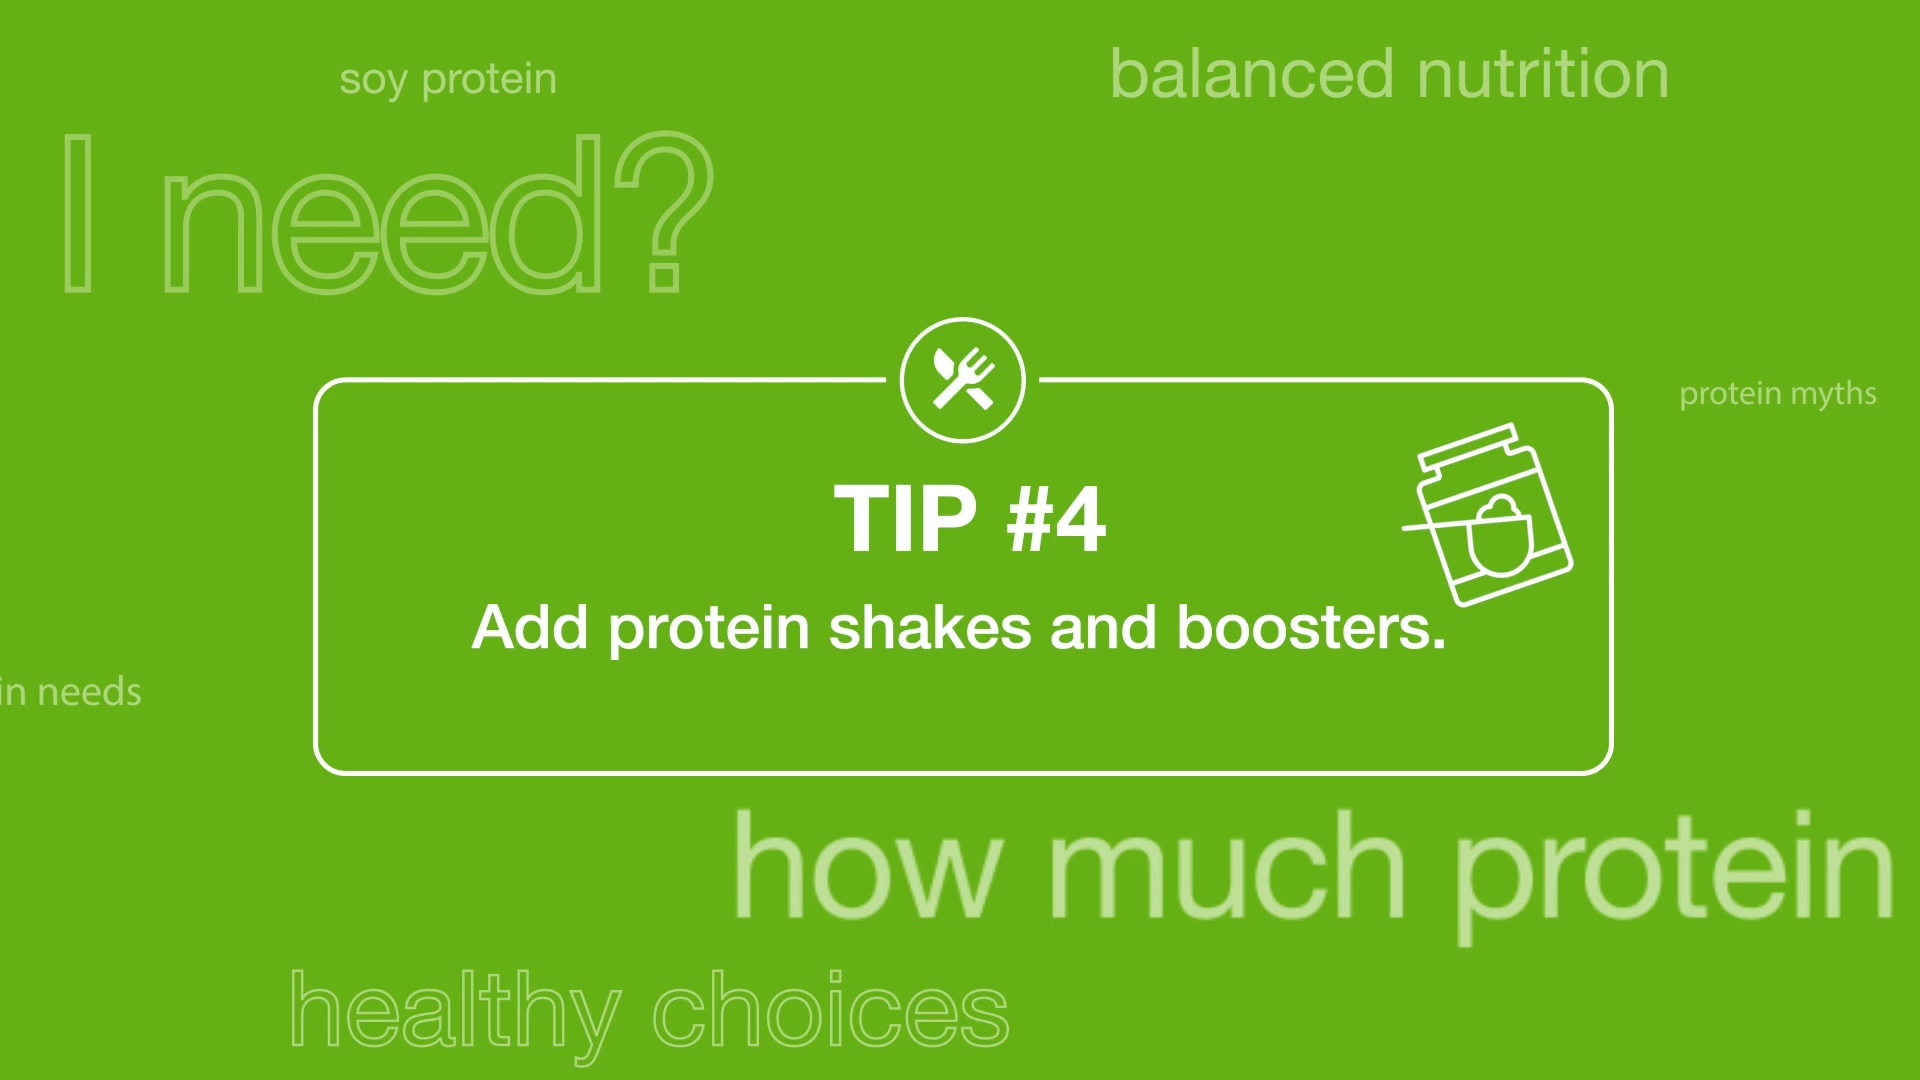 soy protein
balanced nutrition
I need?
protein myths
TIP #4
Add protein shakes and boosters.
in needs
how much protein
healthy choices